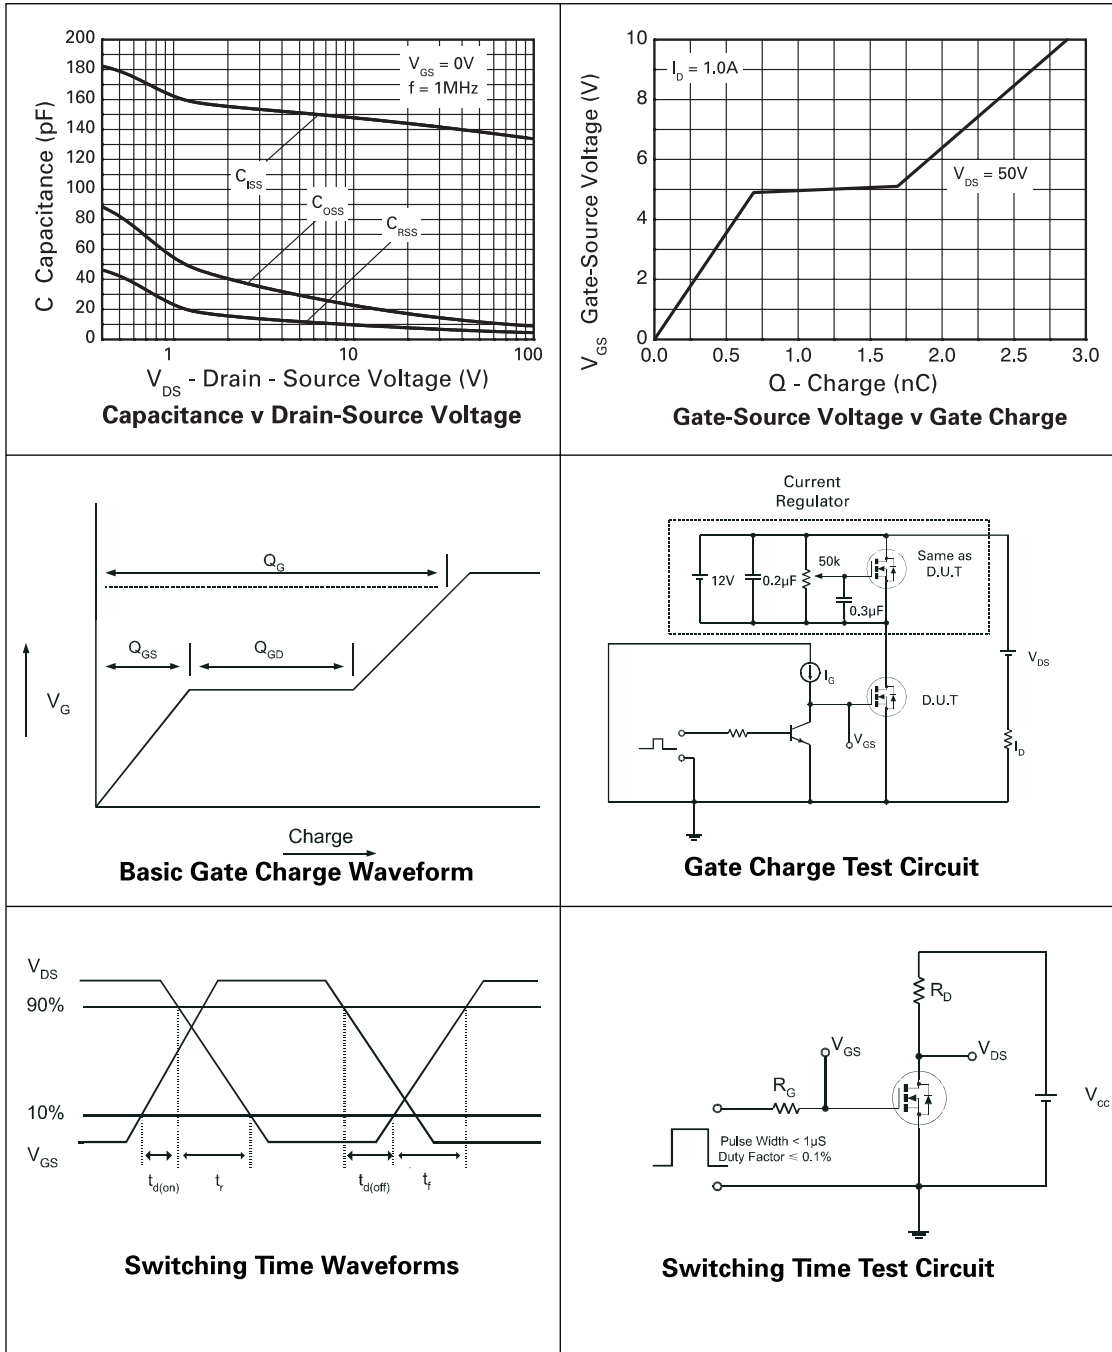 200
180
160
140
120
100
80
60
40
20
0
C Capacitance (pF)
V_GS = 0V
f = 1MHz
C_ISS
C_OSS
C_RSS
1
10
100
V_DS - Drain - Source Voltage (V)
Capacitance v Drain-Source Voltage
10
8
6
4
2
0
V_GS Gate-Source Voltage (V)
I_D = 1.0A
V_DS = 50V
0.0
0.5
1.0
1.5
2.0
2.5
3.0
Q - Charge (nC)
Gate-Source Voltage v Gate Charge
Q_G
Q_GS
Q_GD
V_G
Charge
Basic Gate Charge Waveform
Current
Regulator
12V
0.2µF
50k
0.3µF
Same as
D.U.T
I_G
V_DS
D.U.T
V_GS
I_D
Gate Charge Test Circuit
V_DS
90%
10%
V_GS
t_d(on)
t_r
t_d(off)
t_f
Switching Time Waveforms
R_D
V_GS
V_DS
R_G
V_cc
Pulse Width < 1µS
Duty Factor ≤ 0.1%
Switching Time Test Circuit